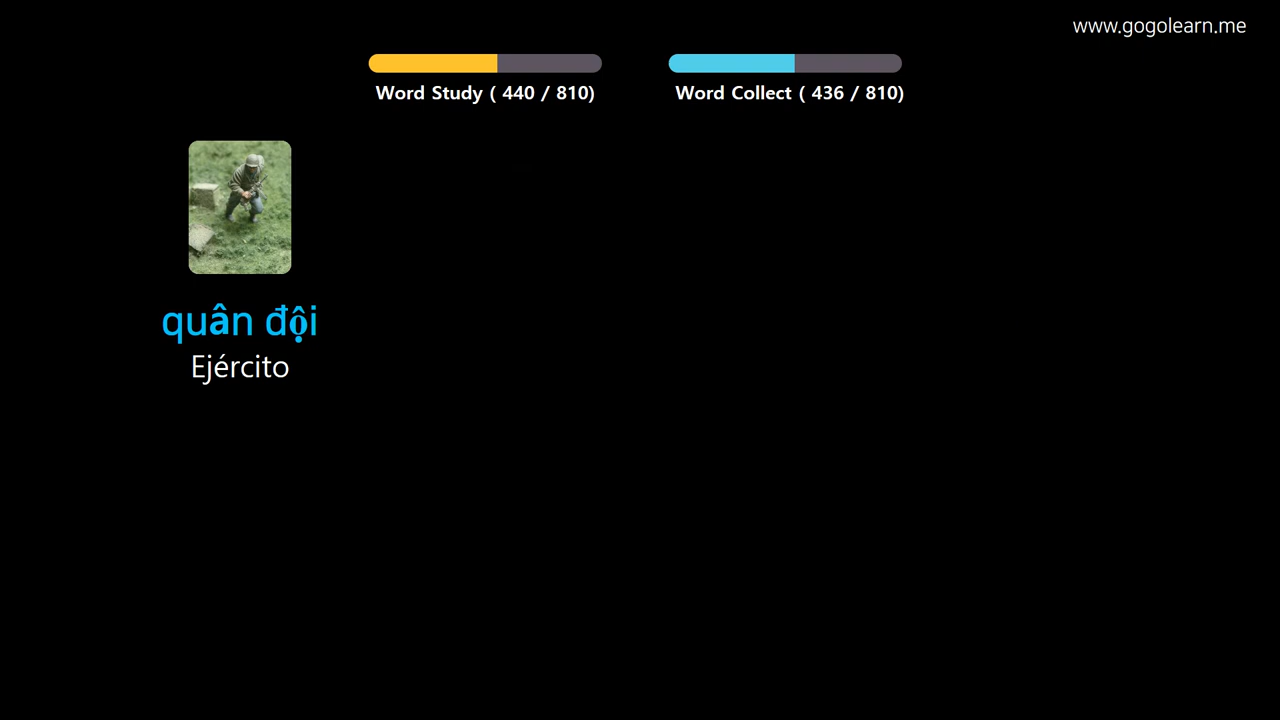 www.gogolearn.me
Word Study ( 440 / 810)
Word Collect ( 436 / 810)
quân đội
Ejército